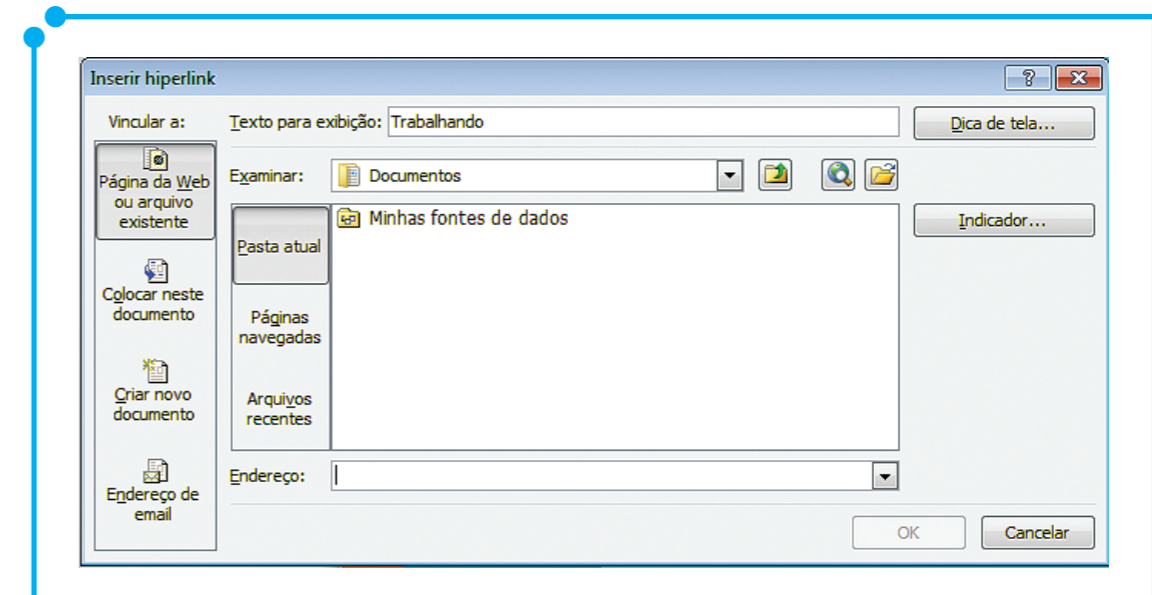 Inserir hiperlink
Vincular a:
Texto para exibição: Trabalhando
Dica de tela...
Página da Web
ou arquivo
existente
Examinar: Documentos
Minhas fontes de dados
Indicador...
Pasta atual
Colocar neste
documento
Páginas
navegadas
Criar novo
documento
Arquivos
recentes
Endereço:
Endereço de
email
OK
Cancelar